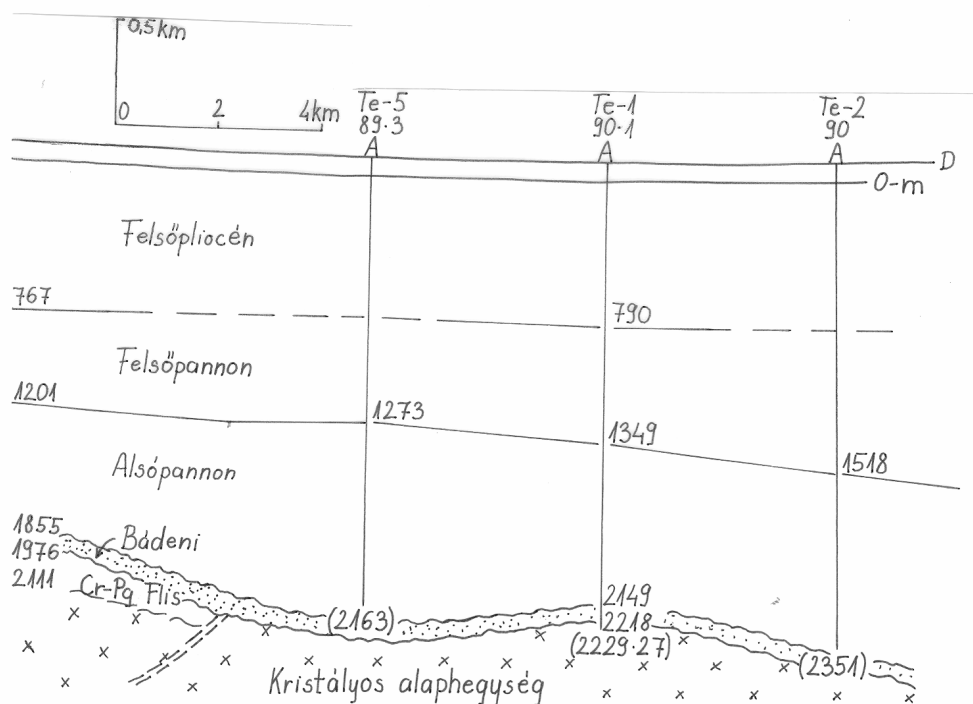 0,5km
0 2 4km
Te-5
89.3
Te-1
90.1
Te-2
90
A
A
A
D
0-m
Felsőpliocén
767
790
Felsőpannon
1201
1273
1349
1518
Alsópannon
1855
Bádeni
1976
2111
Cr-Pg Flis
(2163)
2149
2218
(2229.27)
(2351)
Kristályos alaphegység